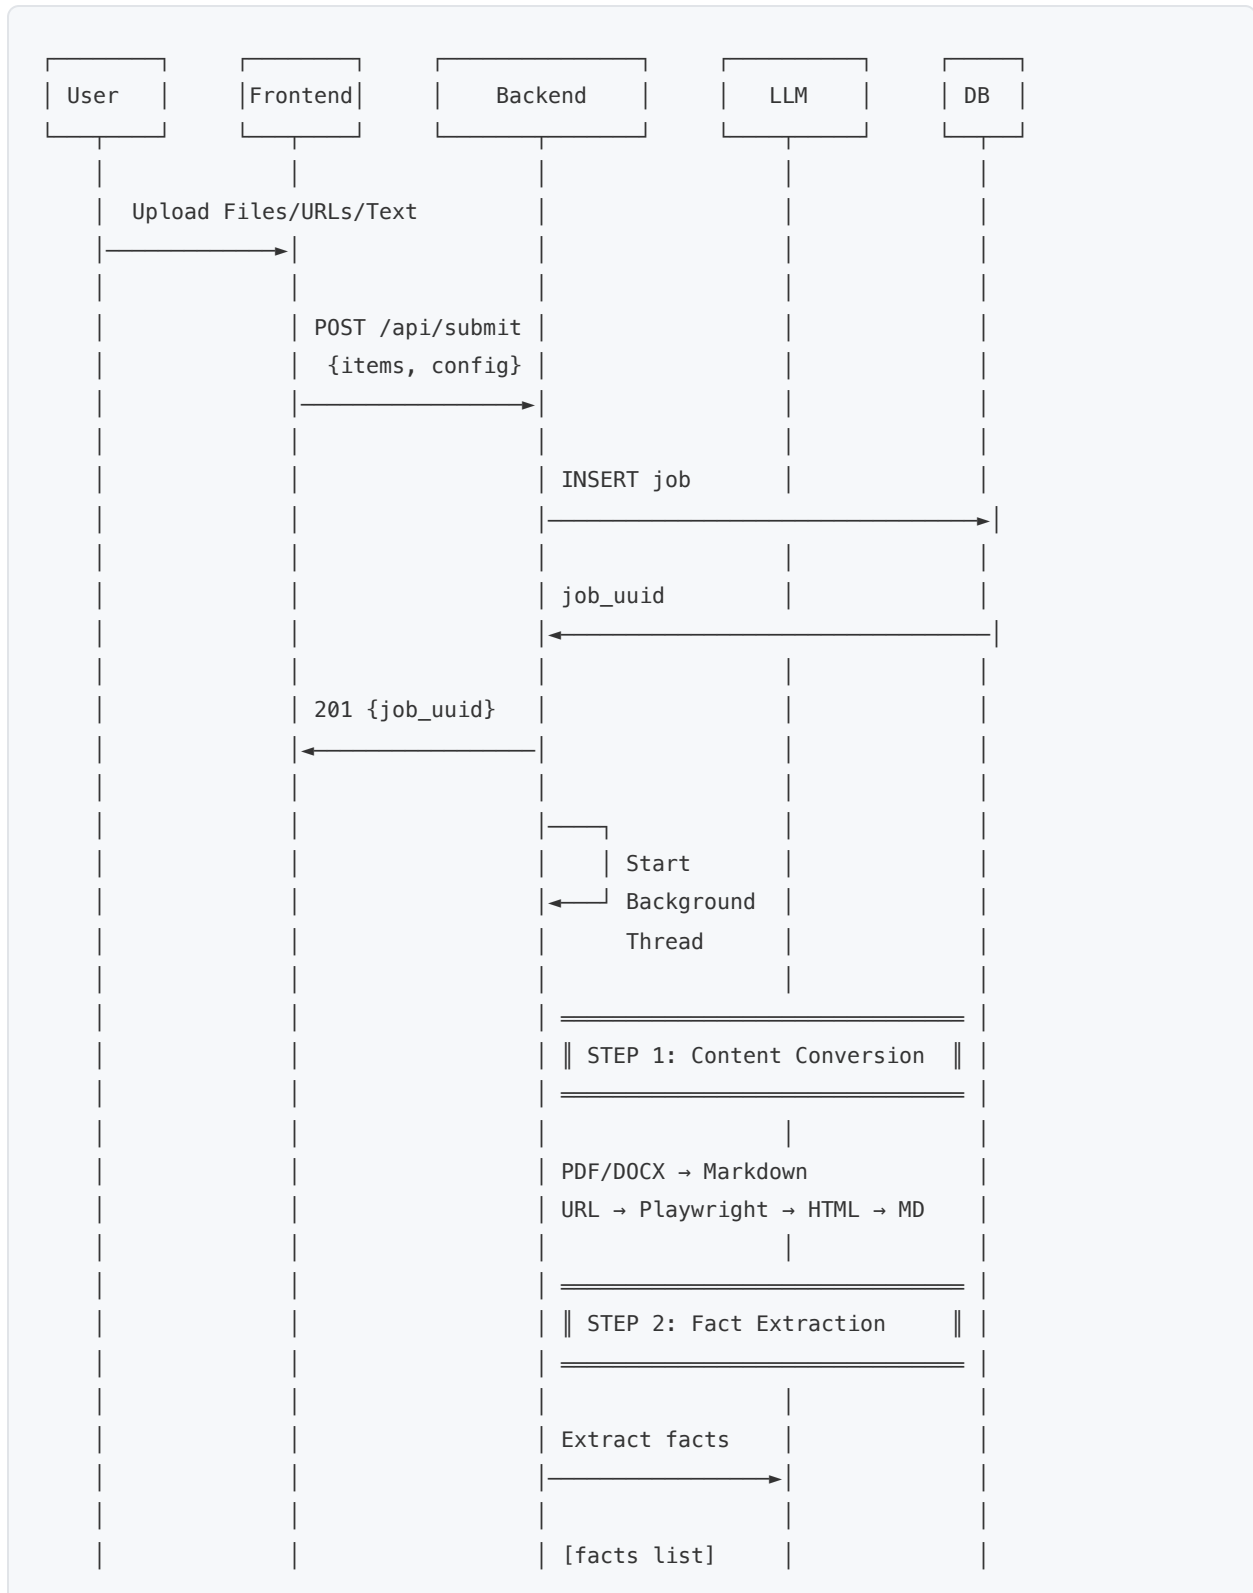 User Frontend Backend LLM DB
Upload Files/URLs/Text
POST /api/submit
{items, config}
INSERT job
job_uuid
201 {job_uuid}
Start
Background
Thread
STEP 1: Content Conversion
PDF/DOCX → Markdown
URL → Playwright → HTML → MD
STEP 2: Fact Extraction
Extract facts
[facts list]